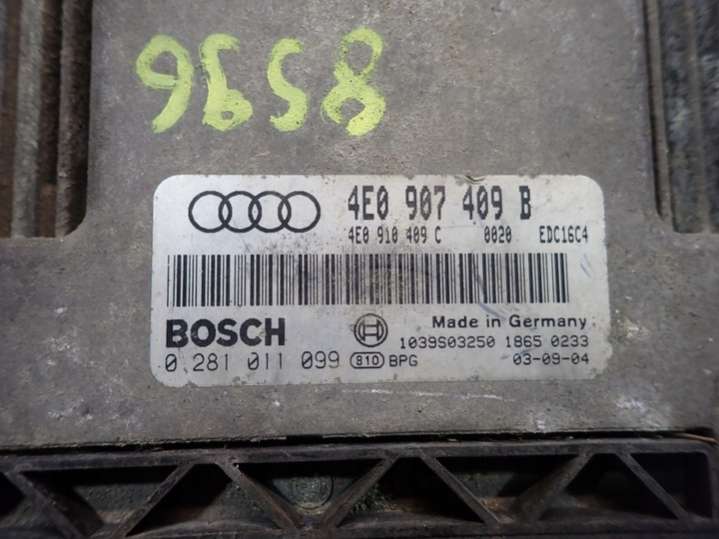 9658
4E0 907 409 B
4E0 910 409 C 0020 EDC16C4
BOSCH
Made in Germany
1039S03250 1865 0233
0 281 011 099 810 BPG 03-09-04